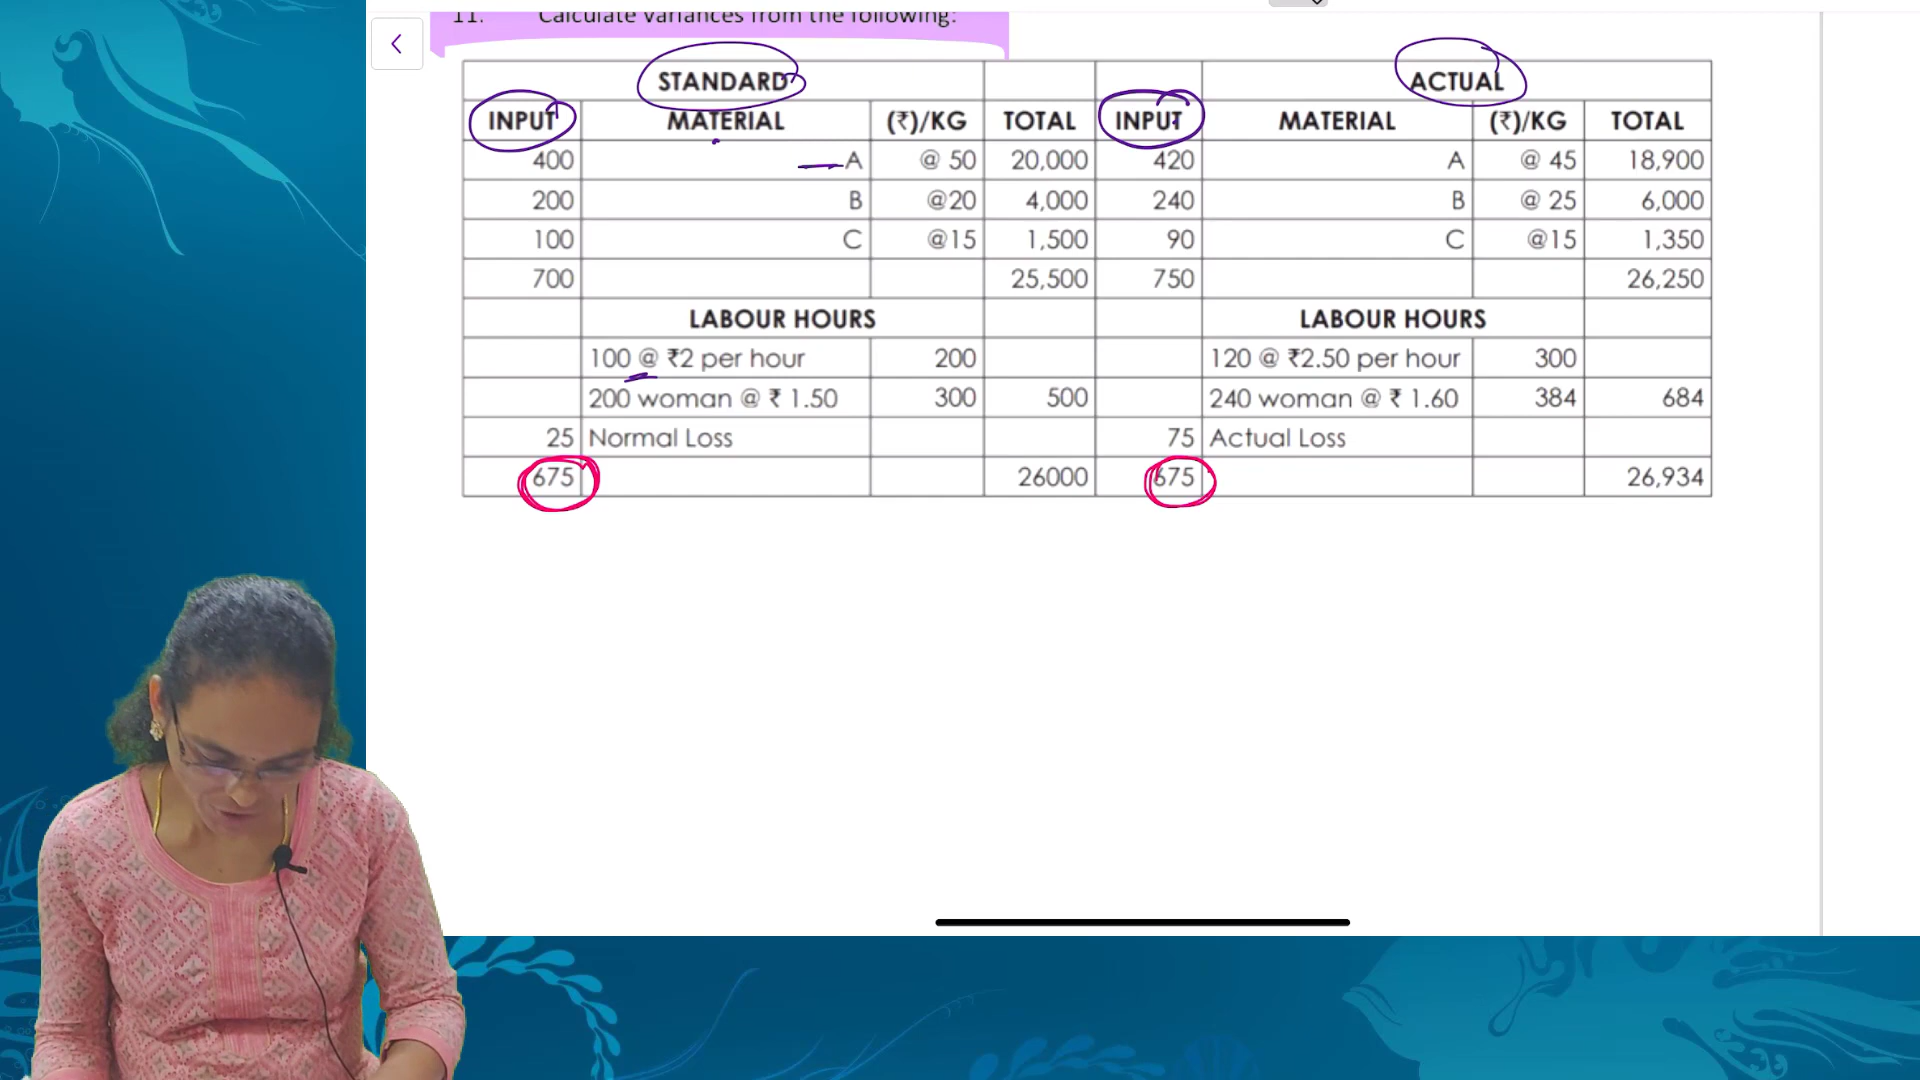 11. Calculate variances from the following:
STANDARD ACTUAL
INPUT MATERIAL (₹)/KG TOTAL INPUT MATERIAL (₹)/KG TOTAL
400 A @ 50 20,000 420 A @ 45 18,900
200 B @20 4,000 240 B @ 25 6,000
100 C @15 1,500 90 C @15 1,350
700 25,500 750 26,250
LABOUR HOURS LABOUR HOURS
100 @ ₹2 per hour 200 120 @ ₹2.50 per hour 300
200 woman @ ₹ 1.50 300 500 240 woman @ ₹ 1.60 384 684
25 Normal Loss 75 Actual Loss
675 26000 675 26,934